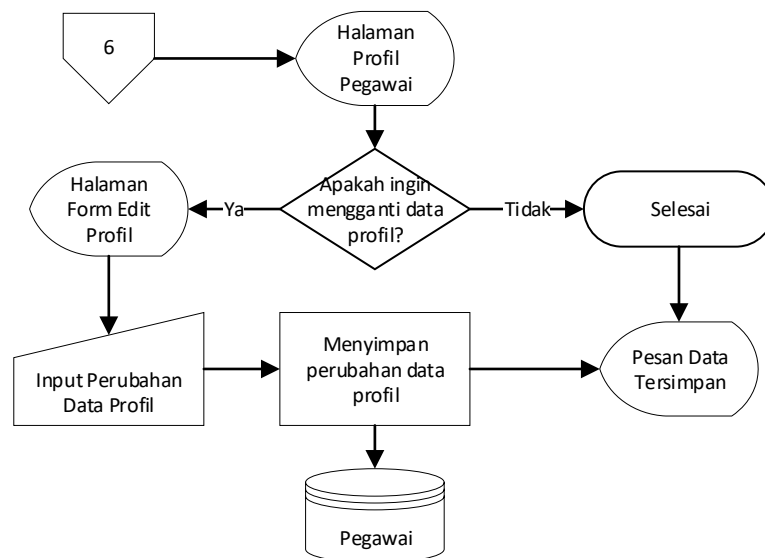 6
Halaman
Profil
Pegawai
Apakah ingin
mengganti data
profil?
Ya
Tidak
Halaman
Form Edit
Profil
Selesai
Input Perubahan
Data Profil
Menyimpan
perubahan data
profil
Pesan Data
Tersimpan
Pegawai